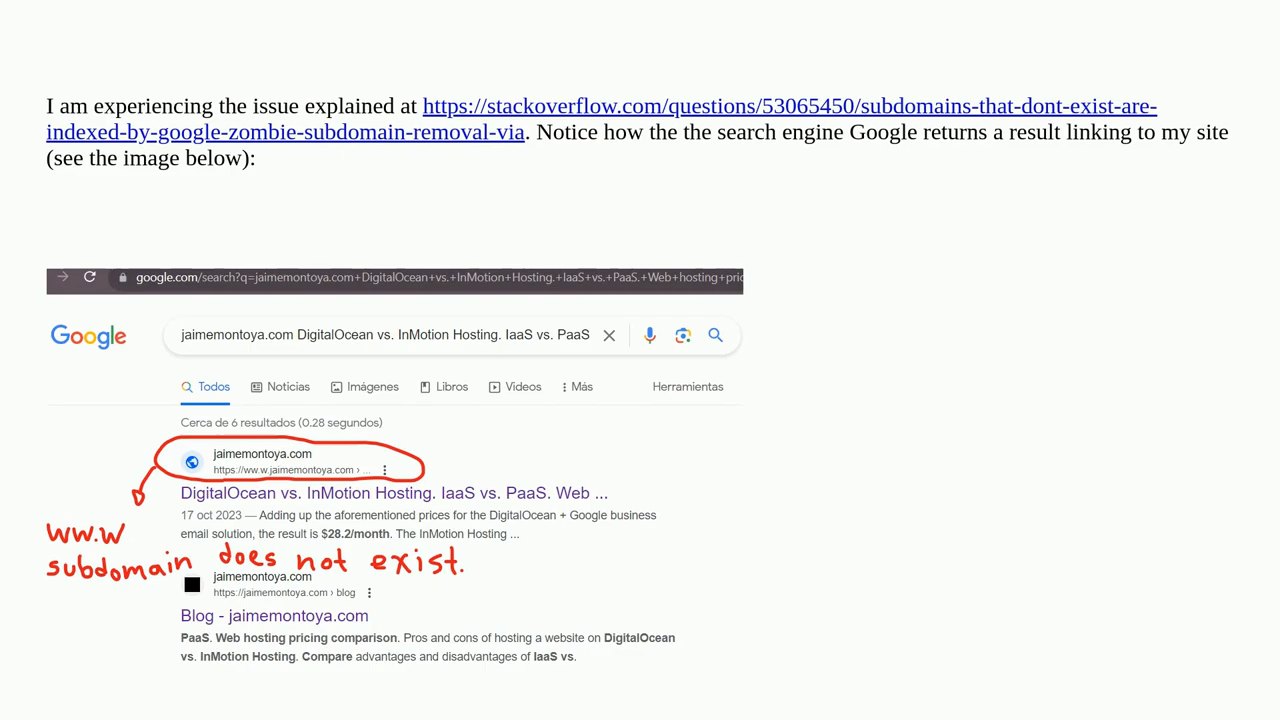 I am experiencing the issue explained at https://stackoverflow.com/questions/53065450/subdomains-that-dont-exist-are-
indexed-by-google-zombie-subdomain-removal-via. Notice how the the search engine Google returns a result linking to my site
(see the image below):
google.com/search?q=jaimemontoya.com+DigitalOcean+vs.+InMotion+Hosting.+IaaS+vs.+PaaS.+Web+hosting+pric
Google
jaimemontoya.com DigitalOcean vs. InMotion Hosting. IaaS vs. PaaS
Todos Noticias Imágenes Libros Videos Más Herramientas
Cerca de 6 resultados (0.28 segundos)
jaimemontoya.com
https://ww.w.jaimemontoya.com › ...
DigitalOcean vs. InMotion Hosting. IaaS vs. PaaS. Web ...
17 oct 2023 — Adding up the aforementioned prices for the DigitalOcean + Google business
email solution, the result is $28.2/month. The InMotion Hosting ...
ww.w
subdomain does not exist.
jaimemontoya.com
https://jaimemontoya.com › blog
Blog - jaimemontoya.com
PaaS. Web hosting pricing comparison. Pros and cons of hosting a website on DigitalOcean
vs. InMotion Hosting. Compare advantages and disadvantages of IaaS vs.